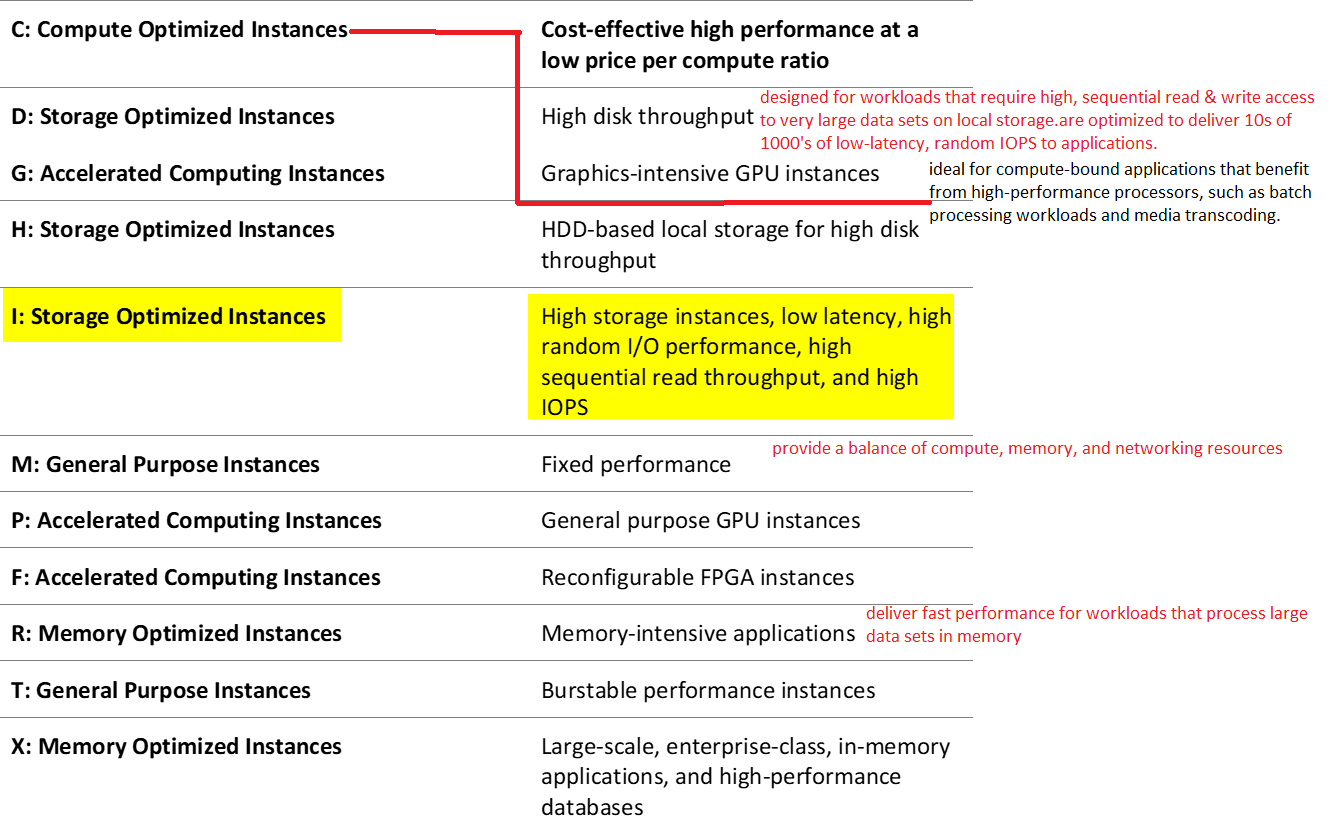 C: Compute Optimized Instances
Cost-effective high performance at a
low price per compute ratio
D: Storage Optimized Instances
High disk throughput
designed for workloads that require high, sequential read & write access
to very large data sets on local storage.are optimized to deliver 10s of
1000's of low-latency, random IOPS to applications.
G: Accelerated Computing Instances
Graphics-intensive GPU instances
ideal for compute-bound applications that benefit
from high-performance processors, such as batch
processing workloads and media transcoding.
H: Storage Optimized Instances
HDD-based local storage for high disk
throughput
I: Storage Optimized Instances
High storage instances, low latency, high
random I/O performance, high
sequential read throughput, and high
IOPS
M: General Purpose Instances
Fixed performance
provide a balance of compute, memory, and networking resources
P: Accelerated Computing Instances
General purpose GPU instances
F: Accelerated Computing Instances
Reconfigurable FPGA instances
R: Memory Optimized Instances
Memory-intensive applications
deliver fast performance for workloads that process large
data sets in memory
T: General Purpose Instances
Burstable performance instances
X: Memory Optimized Instances
Large-scale, enterprise-class, in-memory
applications, and high-performance
databases